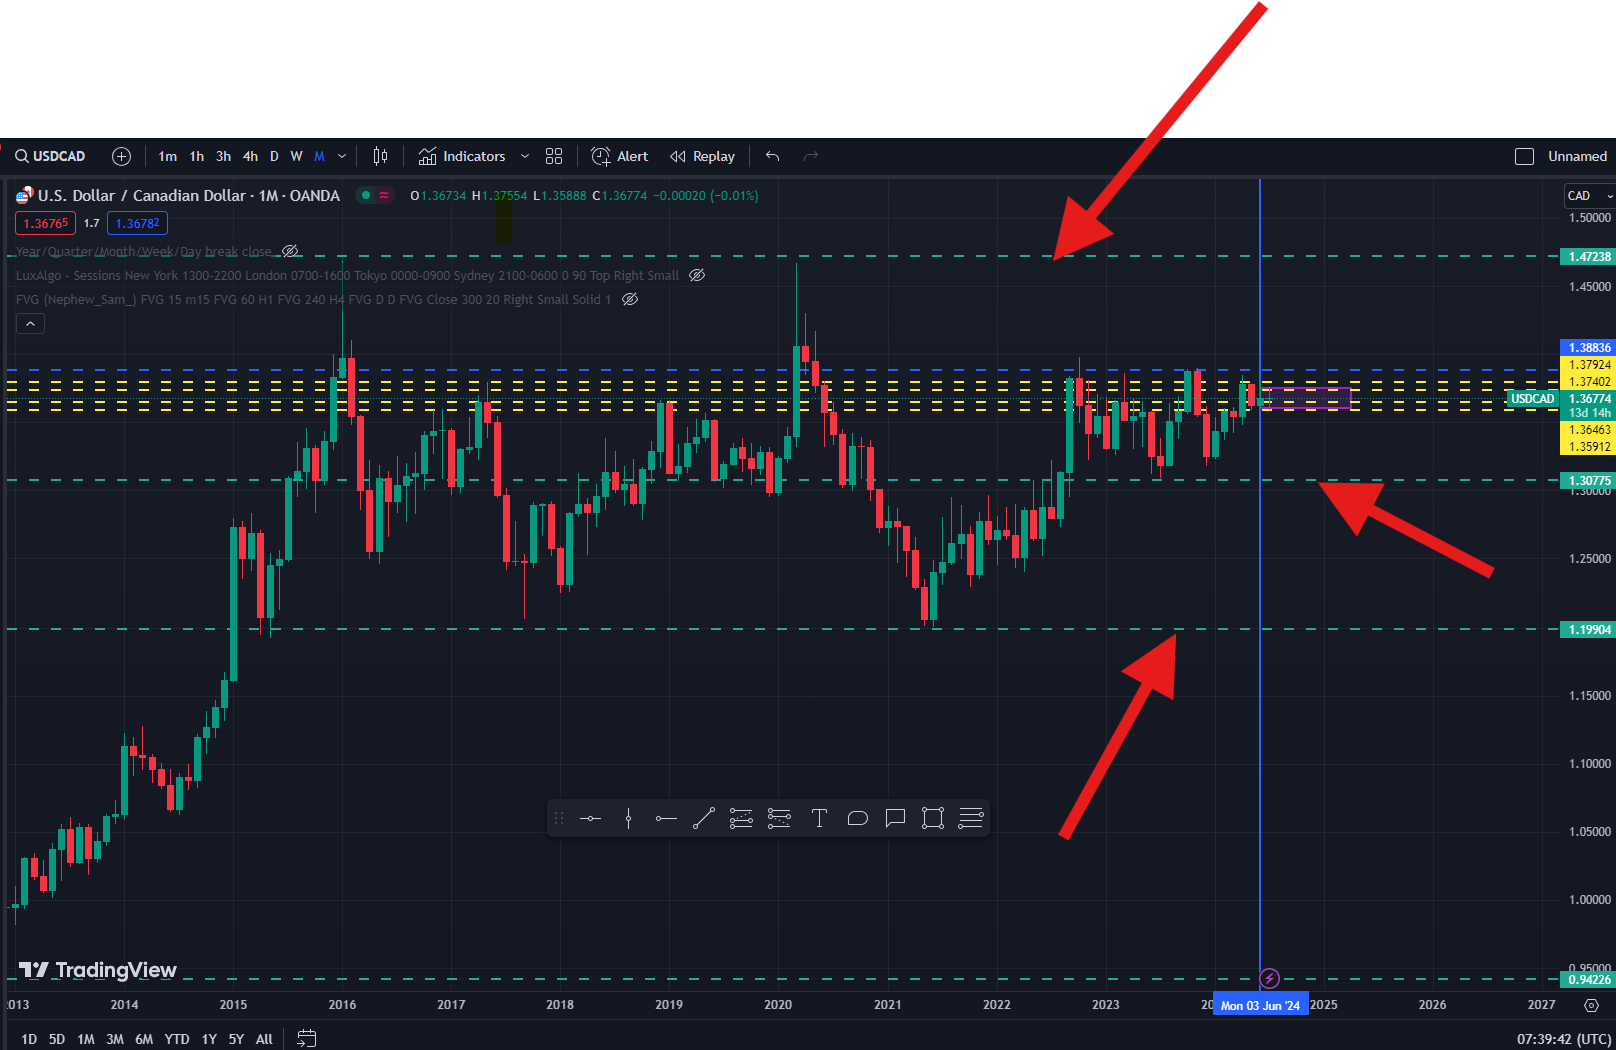 USDCAD 1m 1h 3h 4h D W M Indicators Alert Replay Unnamed
U.S. Dollar / Canadian Dollar · 1M · OANDA O1.36734 H1.37554 L1.35888 C1.36774 −0.00020 (−0.01%) CAD
1.36765 1.7 1.36782
1.50000
Year/Quarter/Month/Week/Day break close
1.47238
LuxAlgo - Sessions New York 1300-2200 London 0700-1600 Tokyo 0000-0900 Sydney 2100-0600 0 90 Top Right Small
1.45000
FVG (Nephew_Sam_) FVG 15 m15 FVG 60 H1 FVG 240 H4 FVG D D FVG Close 300 20 Right Small Solid 1
1.38836
1.37924
1.37402
USDCAD 1.36774
13d 14h
1.36463
1.35912
1.30775
1.30000
1.25000
1.19904
1.15000
1.10000
1.05000
1.00000
0.95000
TradingView
0.94226
2013 2014 2015 2016 2017 2018 2019 2020 2021 2022 2023 Mon 03 Jun '24 2025 2026 2027
1D 5D 1M 3M 6M YTD 1Y 5Y All 07:39:42 (UTC)